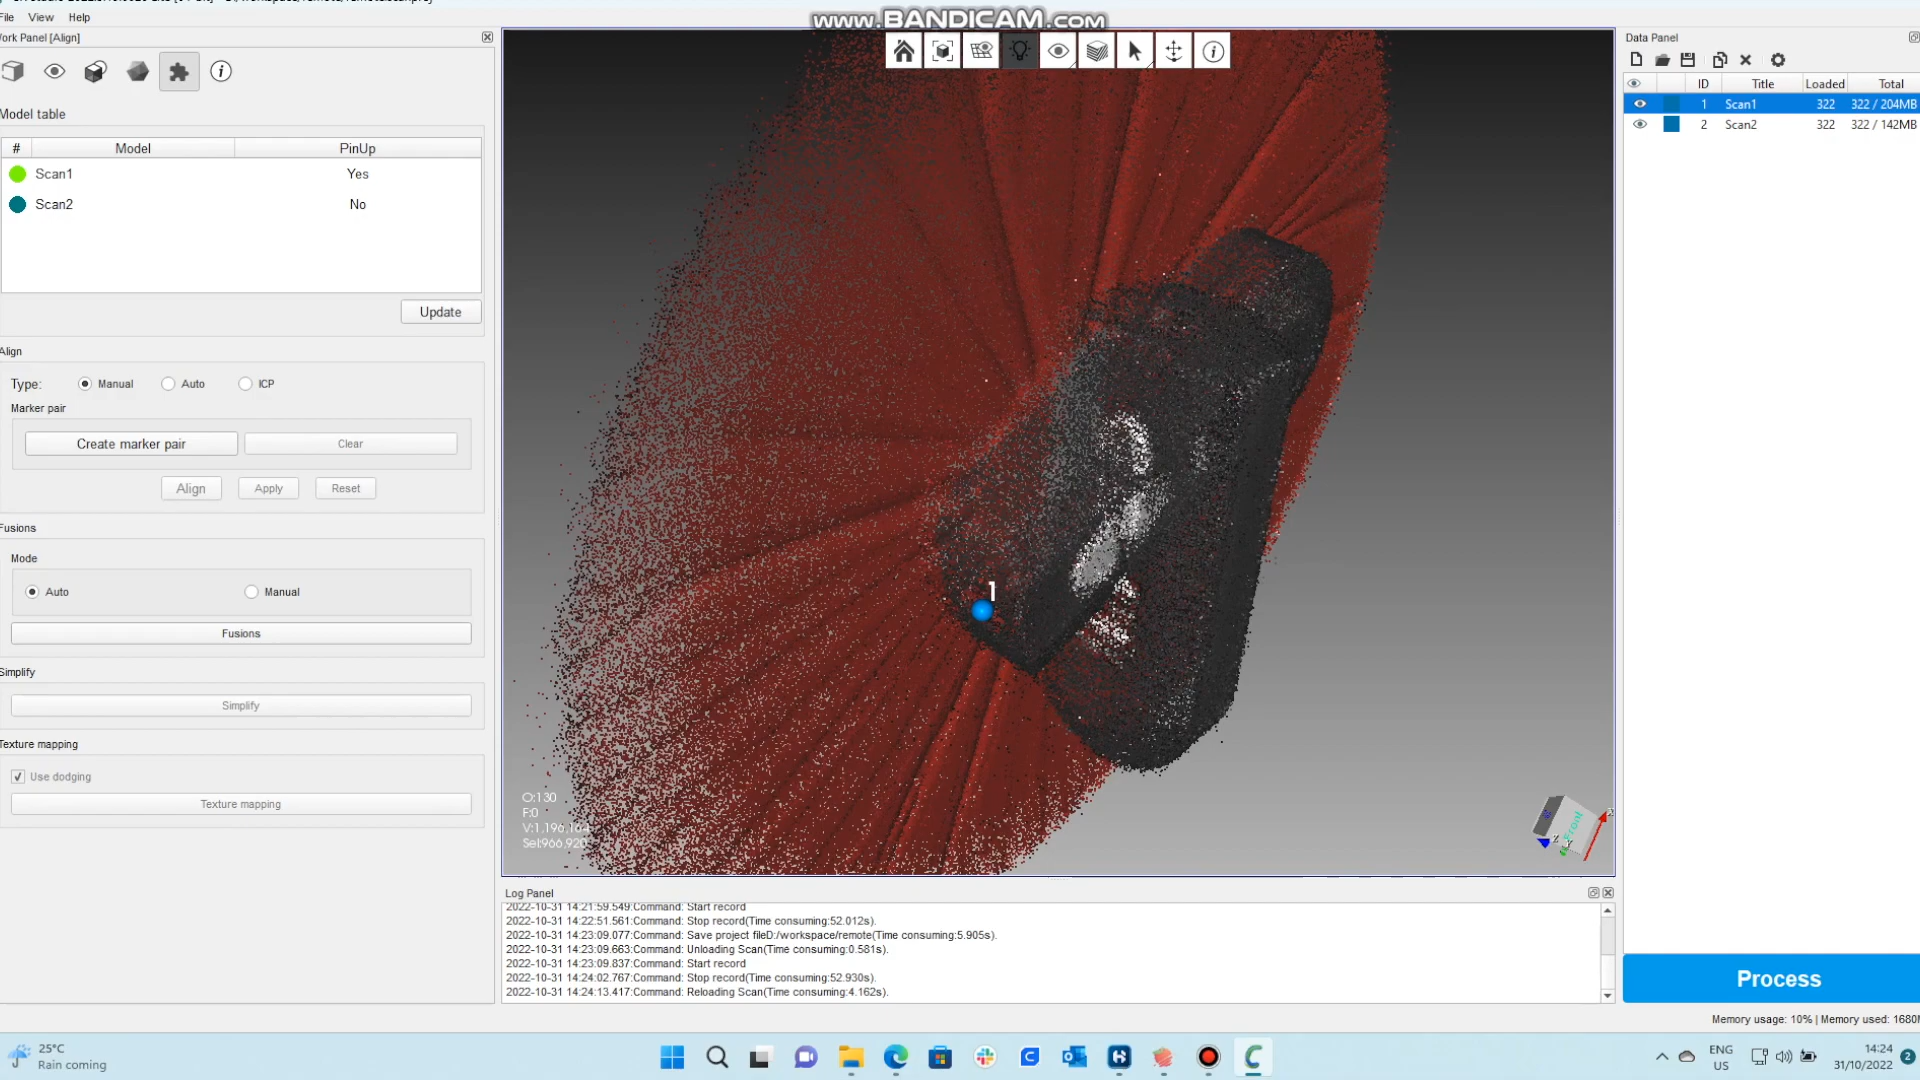 www.BANDICAM.com
File View Help
Work Panel [Align]
Model table
# Model PinUp
Scan1 Yes
Scan2 No
Update
Align
Type: Manual Auto ICP
Marker pair
Create marker pair Clear
Align Apply Reset
Fusions
Mode
Auto Manual
Fusions
Simplify
Simplify
Texture mapping
Use dodging
Texture mapping
1
O:130
F:0
V:1,196,164
Sel:966,920
Front
Log Panel
2022-10-31 14:21:59.549:Command: Start record
2022-10-31 14:22:51.561:Command: Stop record(Time consuming:52.012s).
2022-10-31 14:23:09.077:Command: Save project fileD:/workspace/remote(Time consuming:5.905s).
2022-10-31 14:23:09.663:Command: Unloading Scan(Time consuming:0.581s).
2022-10-31 14:23:09.837:Command: Start record
2022-10-31 14:24:02.767:Command: Stop record(Time consuming:52.930s).
2022-10-31 14:24:13.417:Command: Reloading Scan(Time consuming:4.162s).
Data Panel
ID Title Loaded Total
1 Scan1 322 322 / 204MB
2 Scan2 322 322 / 142MB
Process
Memory usage: 10% | Memory used: 1680M
25°C
Rain coming
ENG
US
14:24
31/10/2022
2